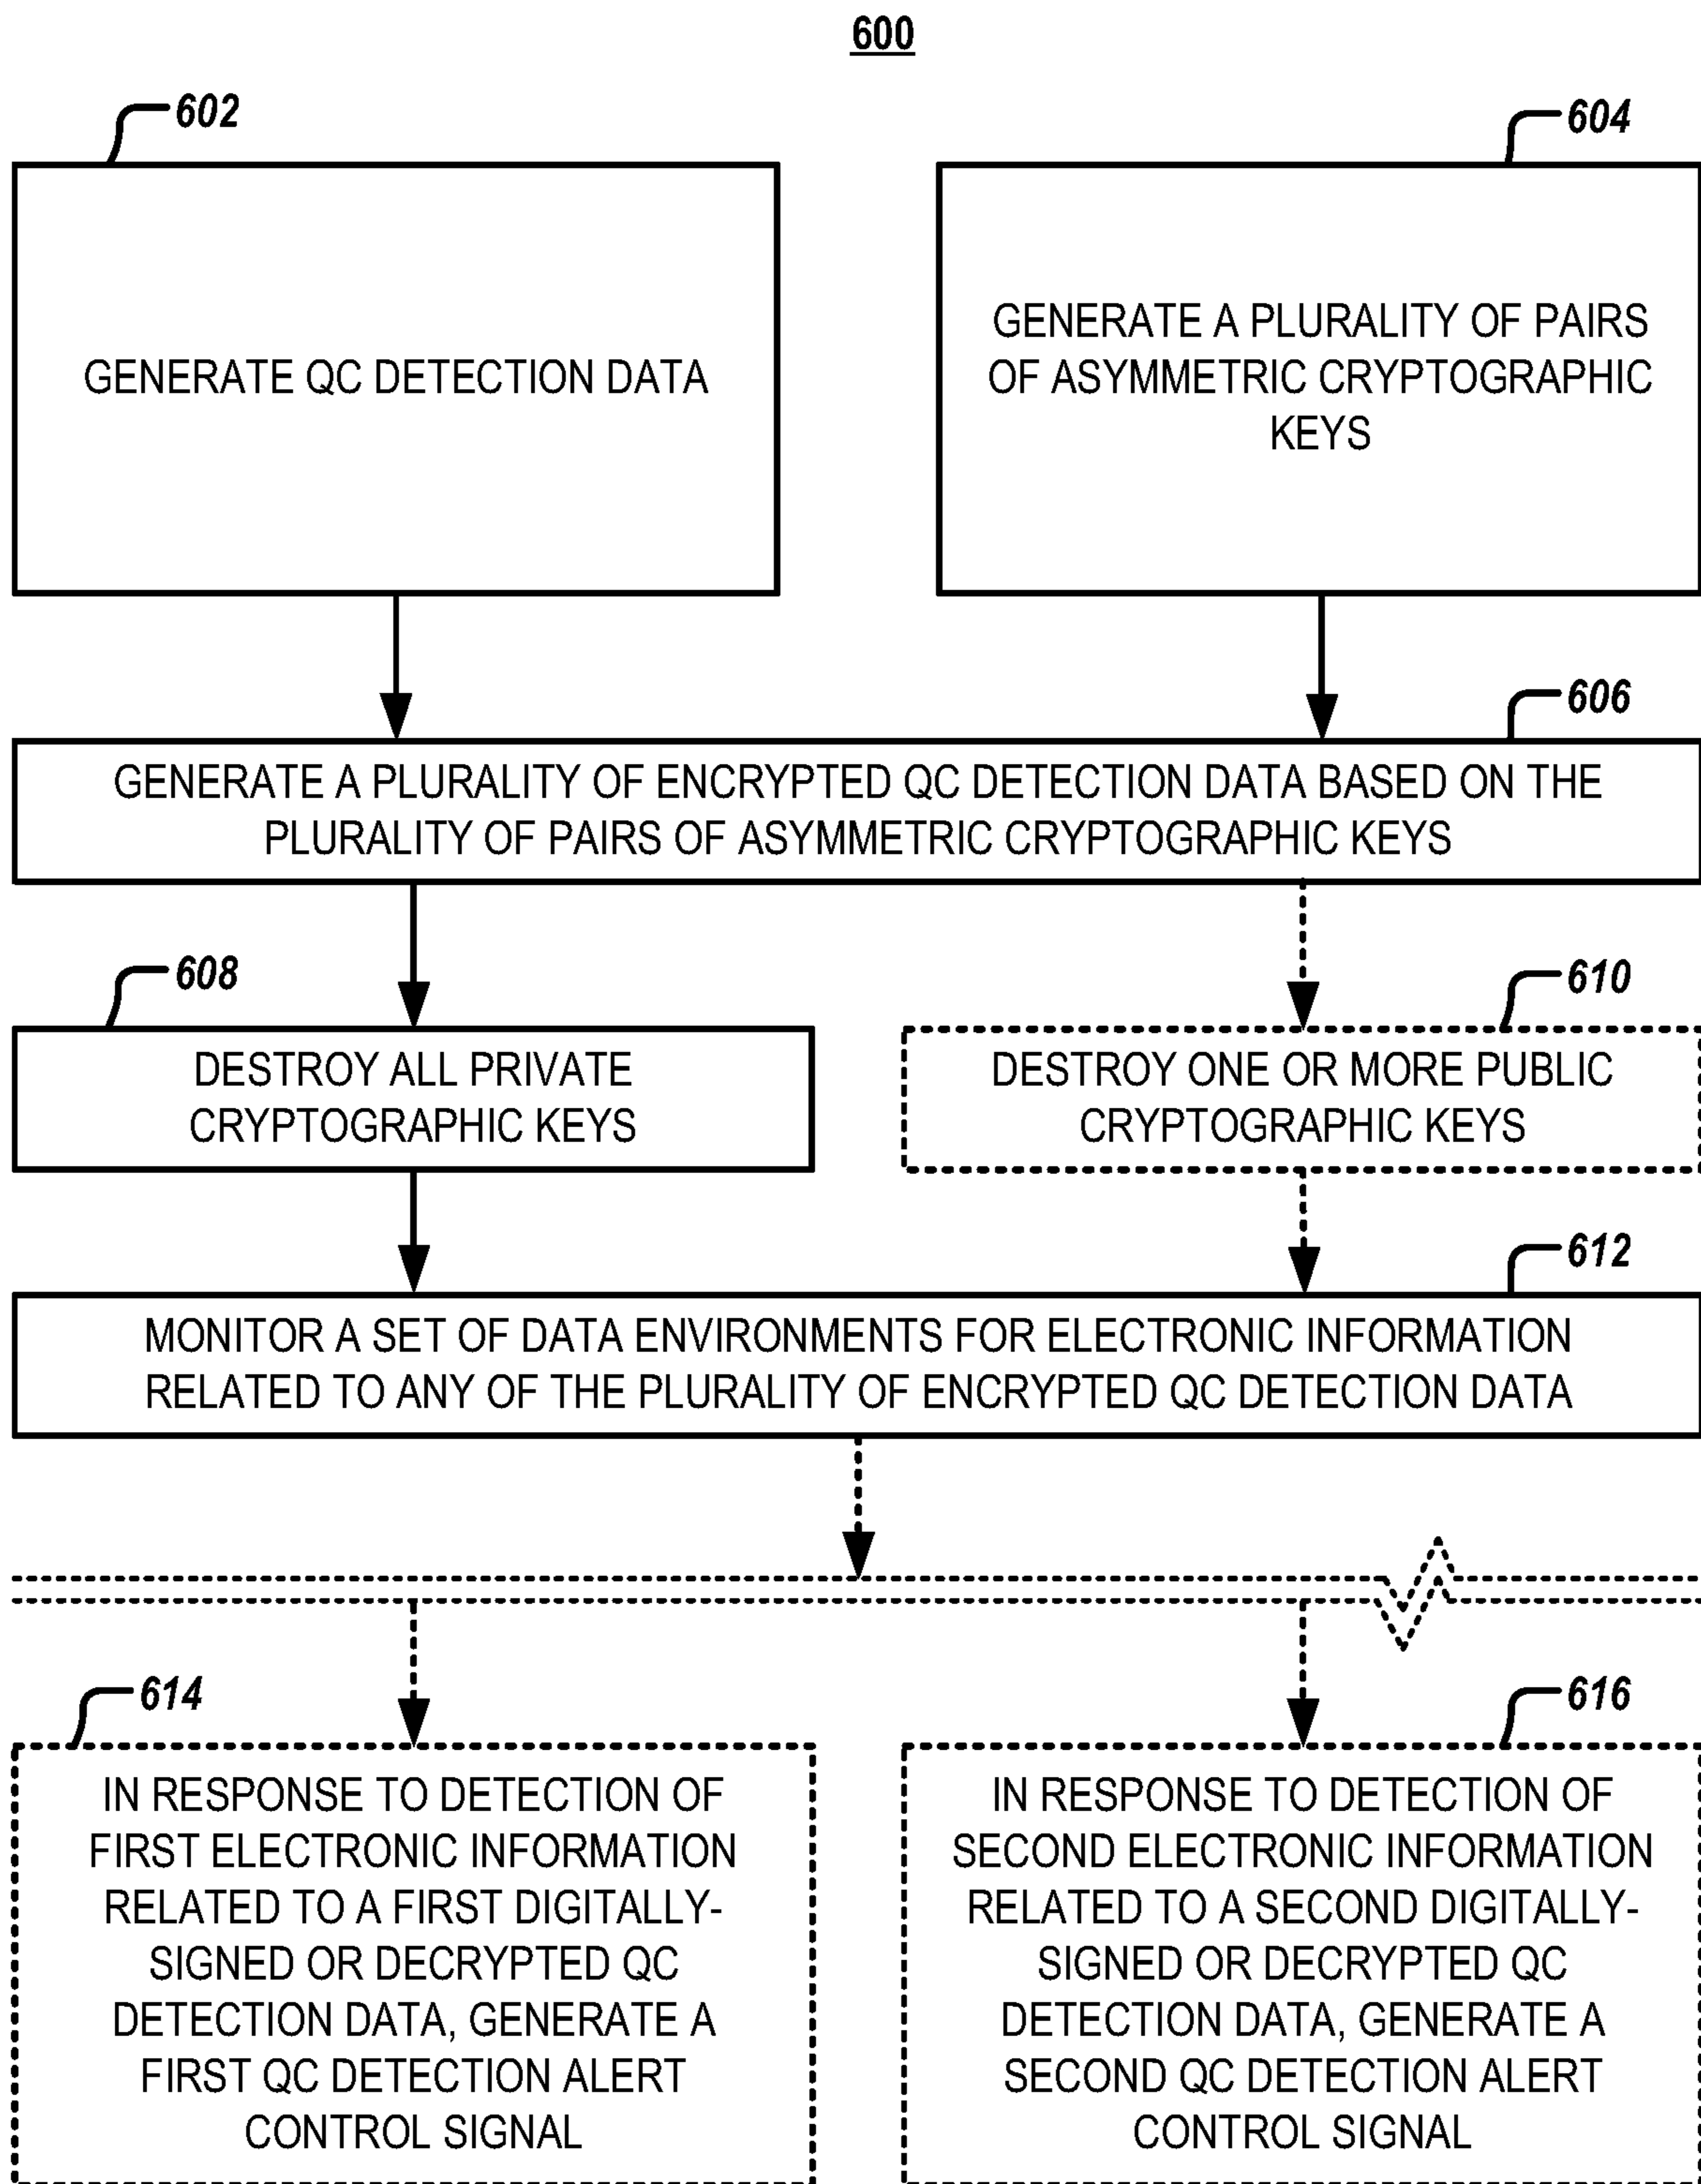 600
602
604
GENERATE QC DETECTION DATA
GENERATE A PLURALITY OF PAIRS
OF ASYMMETRIC CRYPTOGRAPHIC
KEYS
606
GENERATE A PLURALITY OF ENCRYPTED QC DETECTION DATA BASED ON THE
PLURALITY OF PAIRS OF ASYMMETRIC CRYPTOGRAPHIC KEYS
608
610
DESTROY ALL PRIVATE
CRYPTOGRAPHIC KEYS
DESTROY ONE OR MORE PUBLIC
CRYPTOGRAPHIC KEYS
612
MONITOR A SET OF DATA ENVIRONMENTS FOR ELECTRONIC INFORMATION
RELATED TO ANY OF THE PLURALITY OF ENCRYPTED QC DETECTION DATA
614
616
IN RESPONSE TO DETECTION OF
FIRST ELECTRONIC INFORMATION
RELATED TO A FIRST DIGITALLY-
SIGNED OR DECRYPTED QC
DETECTION DATA, GENERATE A
FIRST QC DETECTION ALERT
CONTROL SIGNAL
IN RESPONSE TO DETECTION OF
SECOND ELECTRONIC INFORMATION
RELATED TO A SECOND DIGITALLY-
SIGNED OR DECRYPTED QC
DETECTION DATA, GENERATE A
SECOND QC DETECTION ALERT
CONTROL SIGNAL